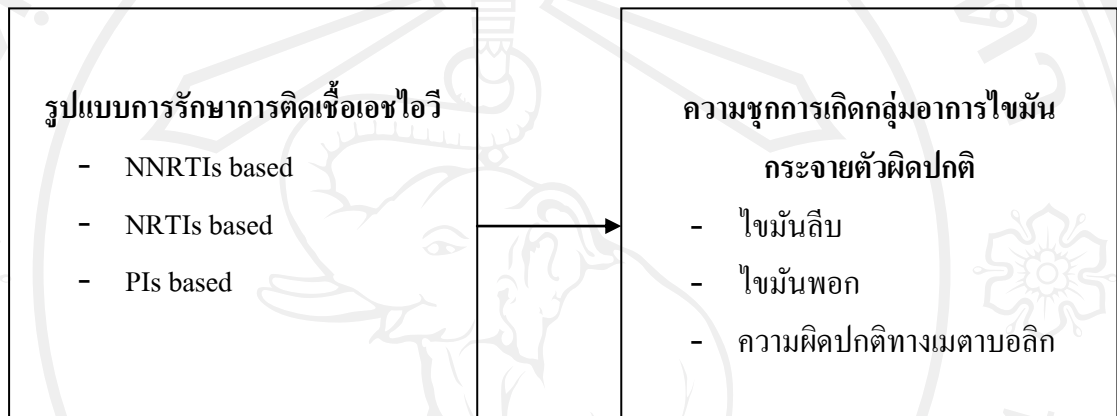 รูปแบบการรักษาการติดเชื้อเอชไอวี
- NNRTIs based
- NRTIs based
- PIs based
ความชุกการเกิดกลุ่มอาการไขมัน
กระจายตัวผิดปกติ
- ไขมันลีบ
- ไขมันพอก
- ความผิดปกติทางเมตาบอลิก